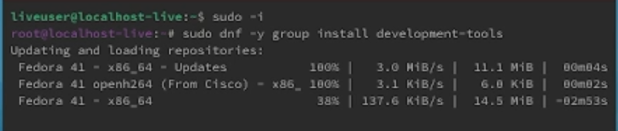 liveuser@localhost-live:~$ sudo -i
root@localhost-live:~# sudo dnf -y group install development-tools
Updating and loading repositories:
Fedora 41 - x86_64 - Updates 100% | 3.0 MiB/s | 11.1 MiB | 00m04s
Fedora 41 openh264 (From Cisco) - x86_ 100% | 3.1 KiB/s | 6.0 KiB | 00m02s
Fedora 41 - x86_64 38% | 137.6 KiB/s | 14.5 MiB | -02m53s